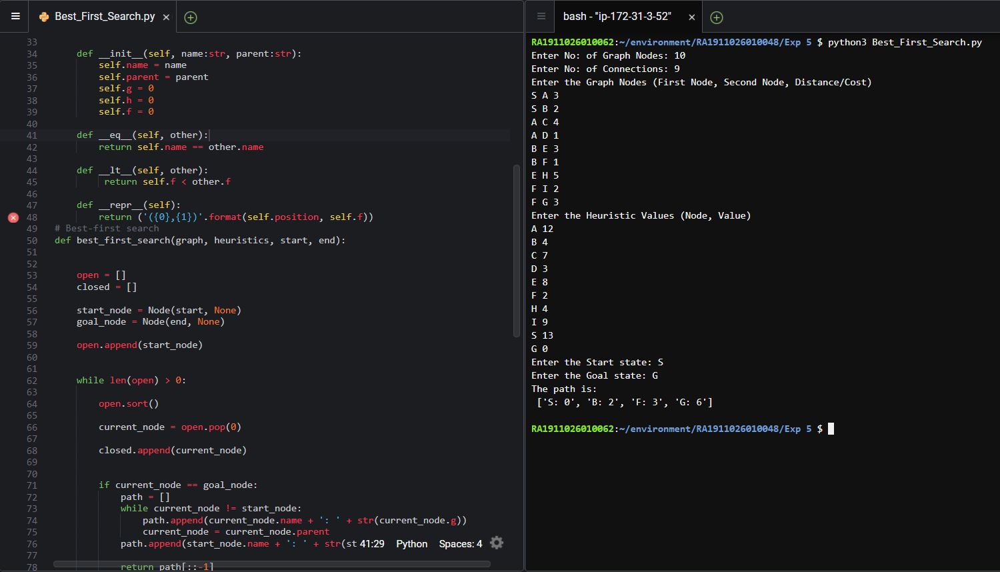 Best_First_Search.py
33
34 def __init__(self, name:str, parent:str):
35 self.name = name
36 self.parent = parent
37 self.g = 0
38 self.h = 0
39 self.f = 0
40
41 def __eq__(self, other):
42 return self.name == other.name
43
44 def __lt__(self, other):
45 return self.f < other.f
46
47 def __repr__(self):
48 return ('({0},{1})'.format(self.position, self.f))
49 # Best-first search
50 def best_first_search(graph, heuristics, start, end):
51
52
53 open = []
54 closed = []
55
56 start_node = Node(start, None)
57 goal_node = Node(end, None)
58
59 open.append(start_node)
60
61
62 while len(open) > 0:
63
64 open.sort()
65
66 current_node = open.pop(0)
67
68 closed.append(current_node)
69
70
71 if current_node == goal_node:
72 path = []
73 while current_node != start_node:
74 path.append(current_node.name + ': ' + str(current_node.g))
75 current_node = current_node.parent
76 path.append(start_node.name + ': ' + str(st
77
78 return path[::-1]
41:29 Python Spaces: 4
bash - "ip-172-31-3-52"
RA1911026010062:~/environment/RA1911026010048/Exp 5 $ python3 Best_First_Search.py
Enter No: of Graph Nodes: 10
Enter No: of Connections: 9
Enter the Graph Nodes (First Node, Second Node, Distance/Cost)
S A 3
S B 2
A C 4
A D 1
B E 3
B F 1
E H 5
F I 2
F G 3
Enter the Heuristic Values (Node, Value)
A 12
B 4
C 7
D 3
E 8
F 2
H 4
I 9
S 13
G 0
Enter the Start state: S
Enter the Goal state: G
The path is:
['S: 0', 'B: 2', 'F: 3', 'G: 6']
RA1911026010062:~/environment/RA1911026010048/Exp 5 $